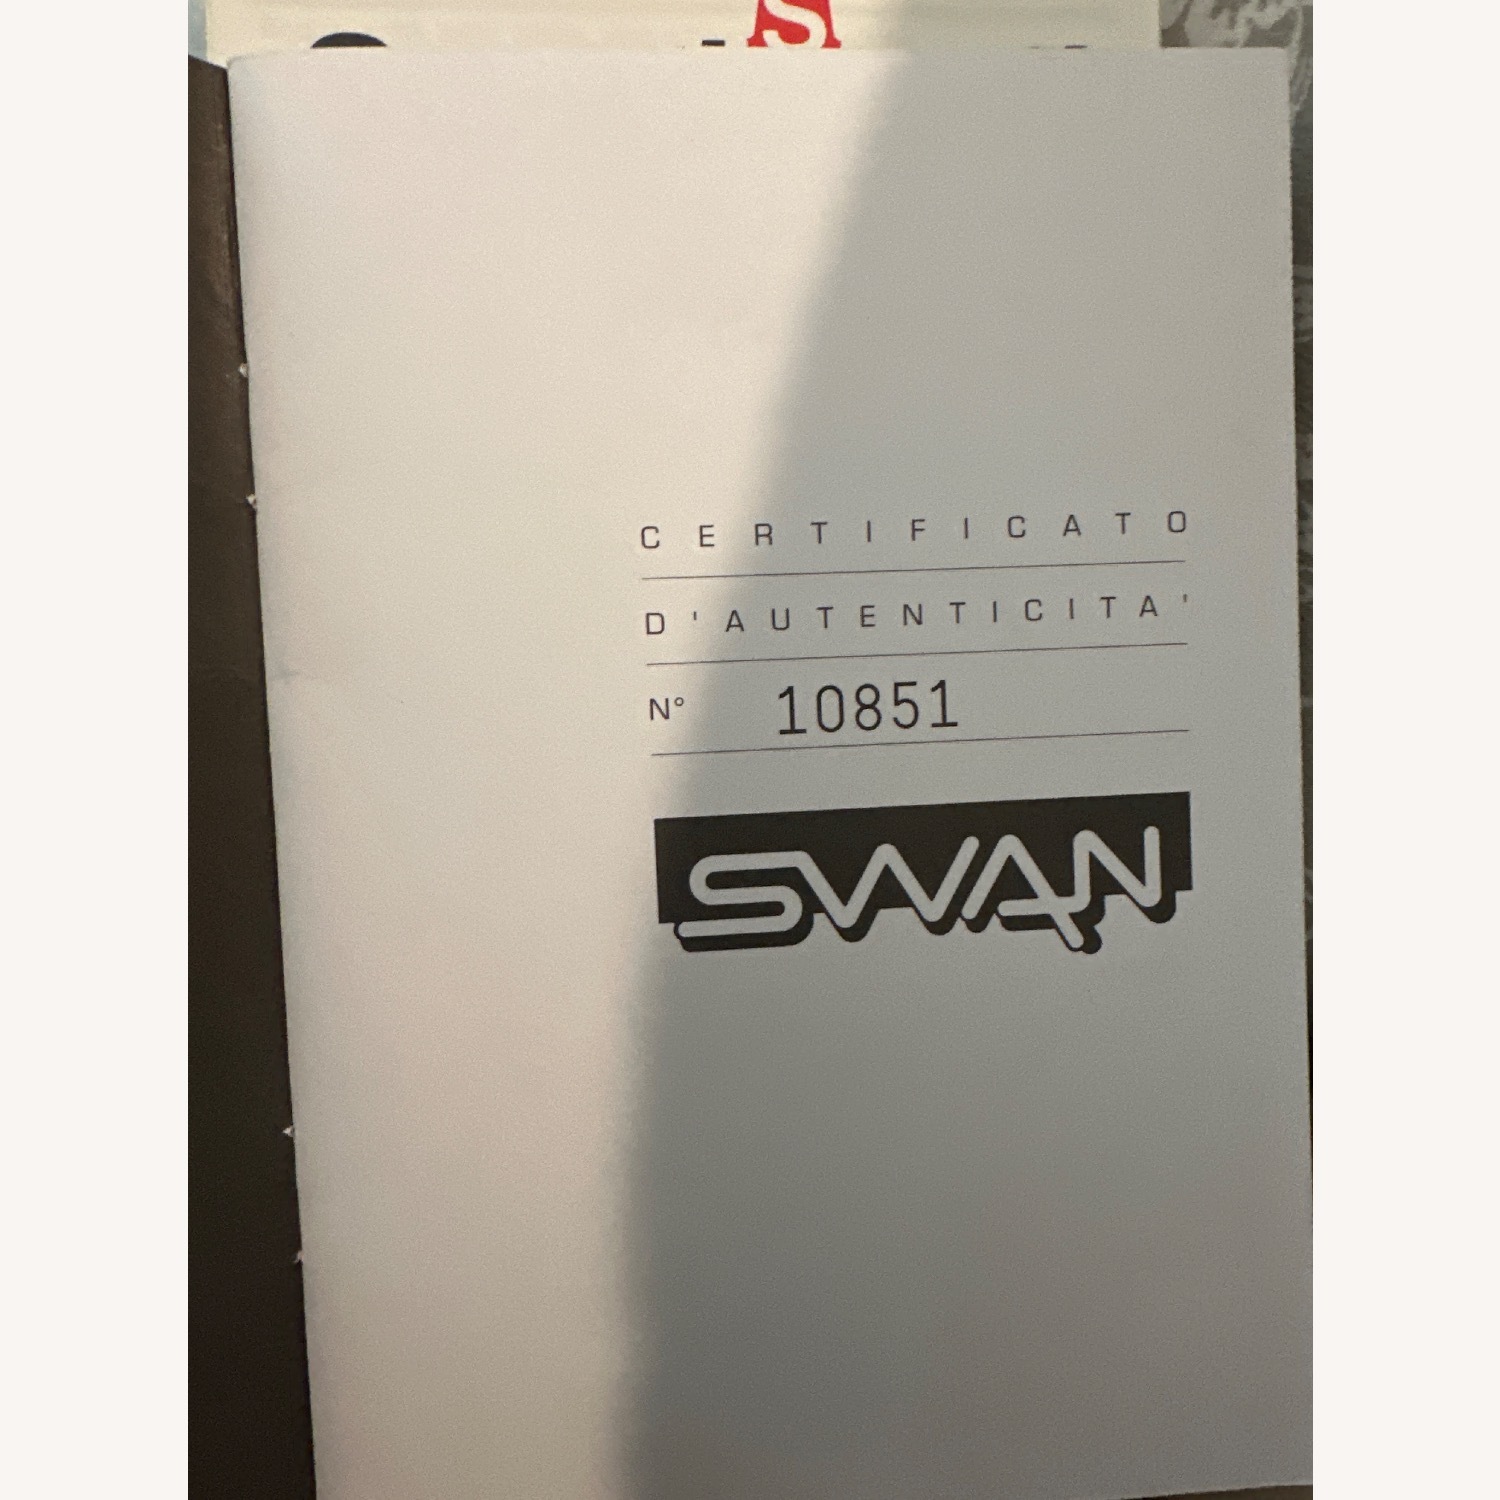 S
CERTIFICATO
D'AUTENTICITA'
N° 10851
SWAN